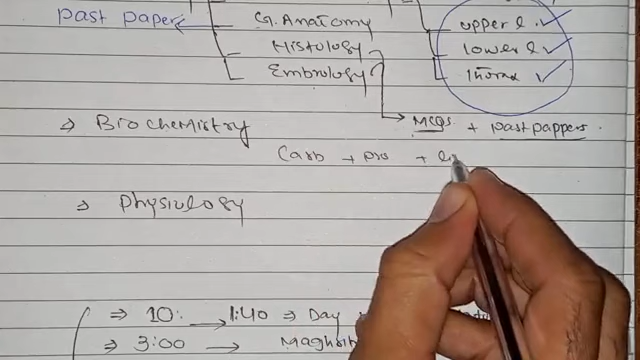 past paper G.Anatomy upper l.
Histology lower l
Embrology Thorax
MCQS + past pappers.
⇒ Biochemistry
Carb + pro + li
⇒ Physiology
⇒ 10: → 1:40 ⇒ Day
⇒ 3:00 → Maghrib